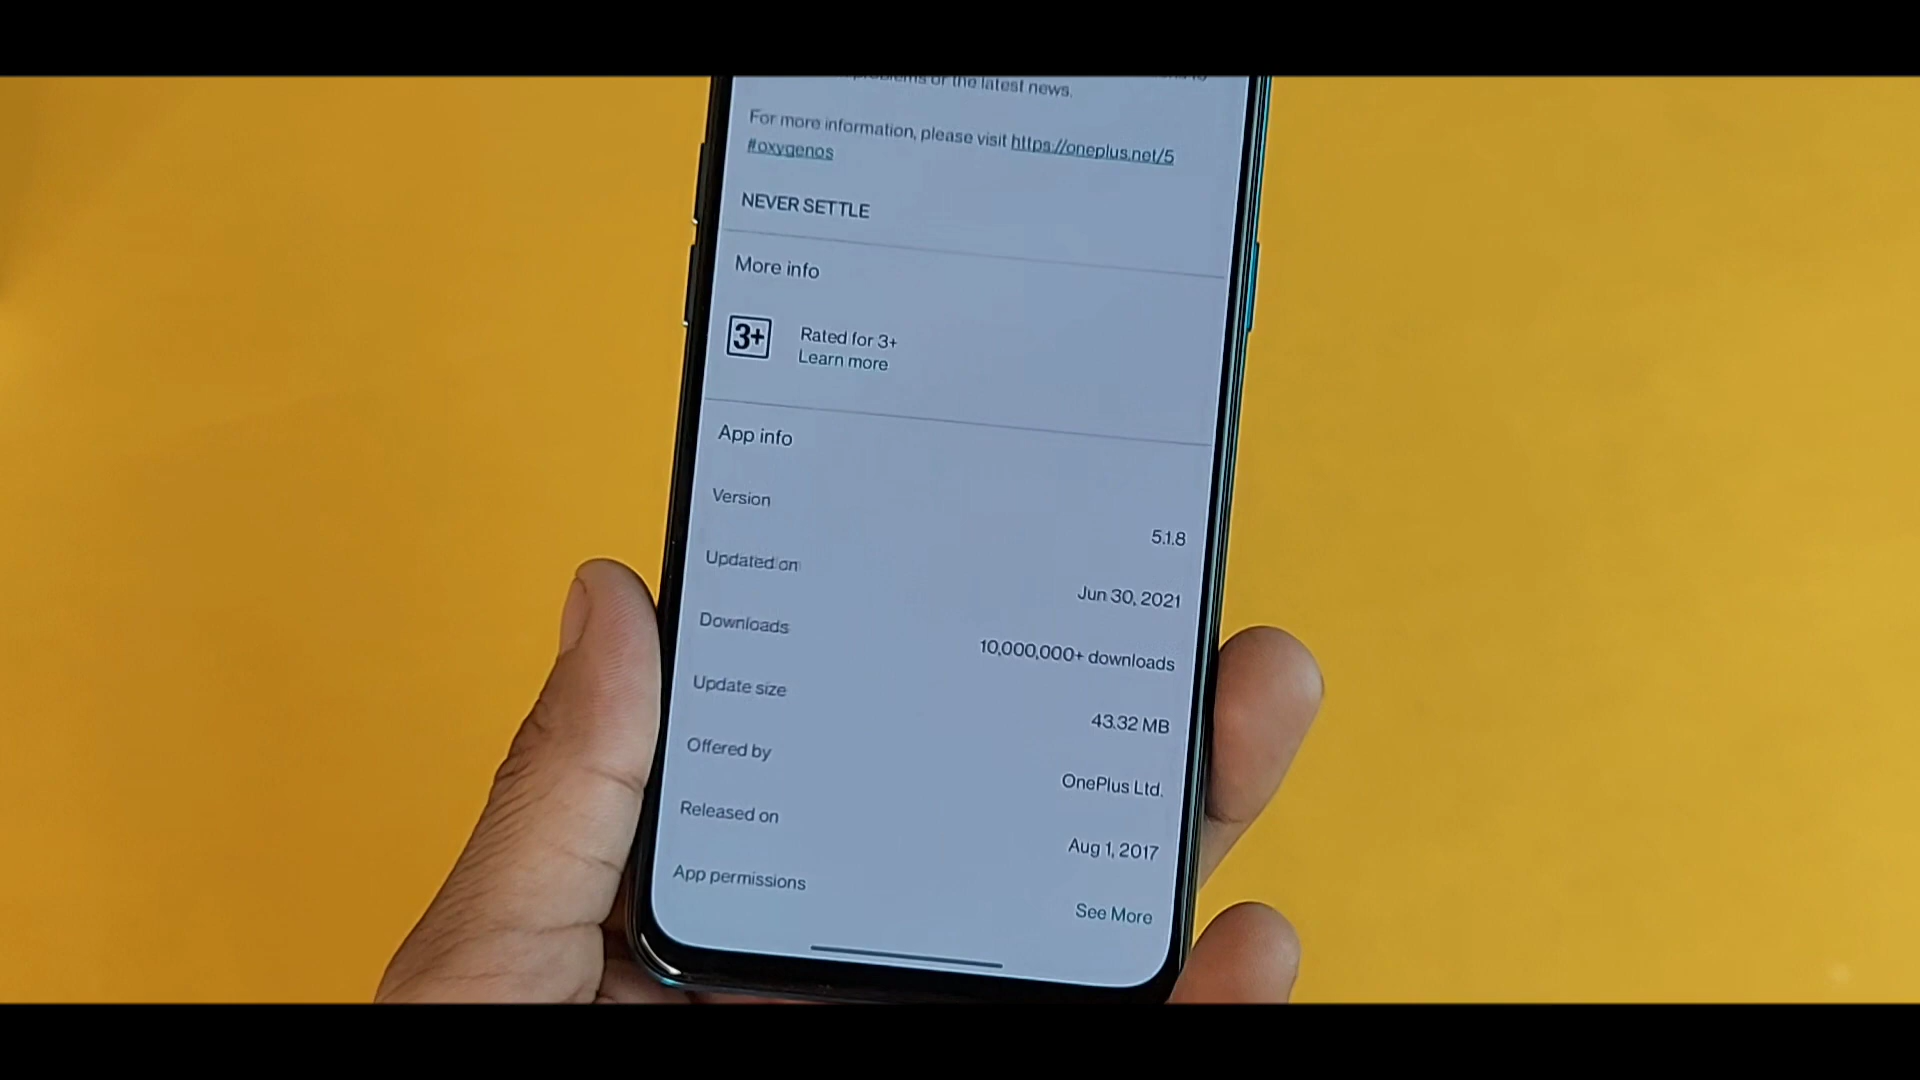 problems or the latest news.
For more information, please visit https://oneplus.net/5
#oxygenos
NEVER SETTLE
More info
3+
Rated for 3+
Learn more
App info
Version
5.1.8
Updated on
Jun 30, 2021
Downloads
10,000,000+ downloads
Update size
43.32 MB
Offered by
OnePlus Ltd.
Released on
Aug 1, 2017
App permissions
See More